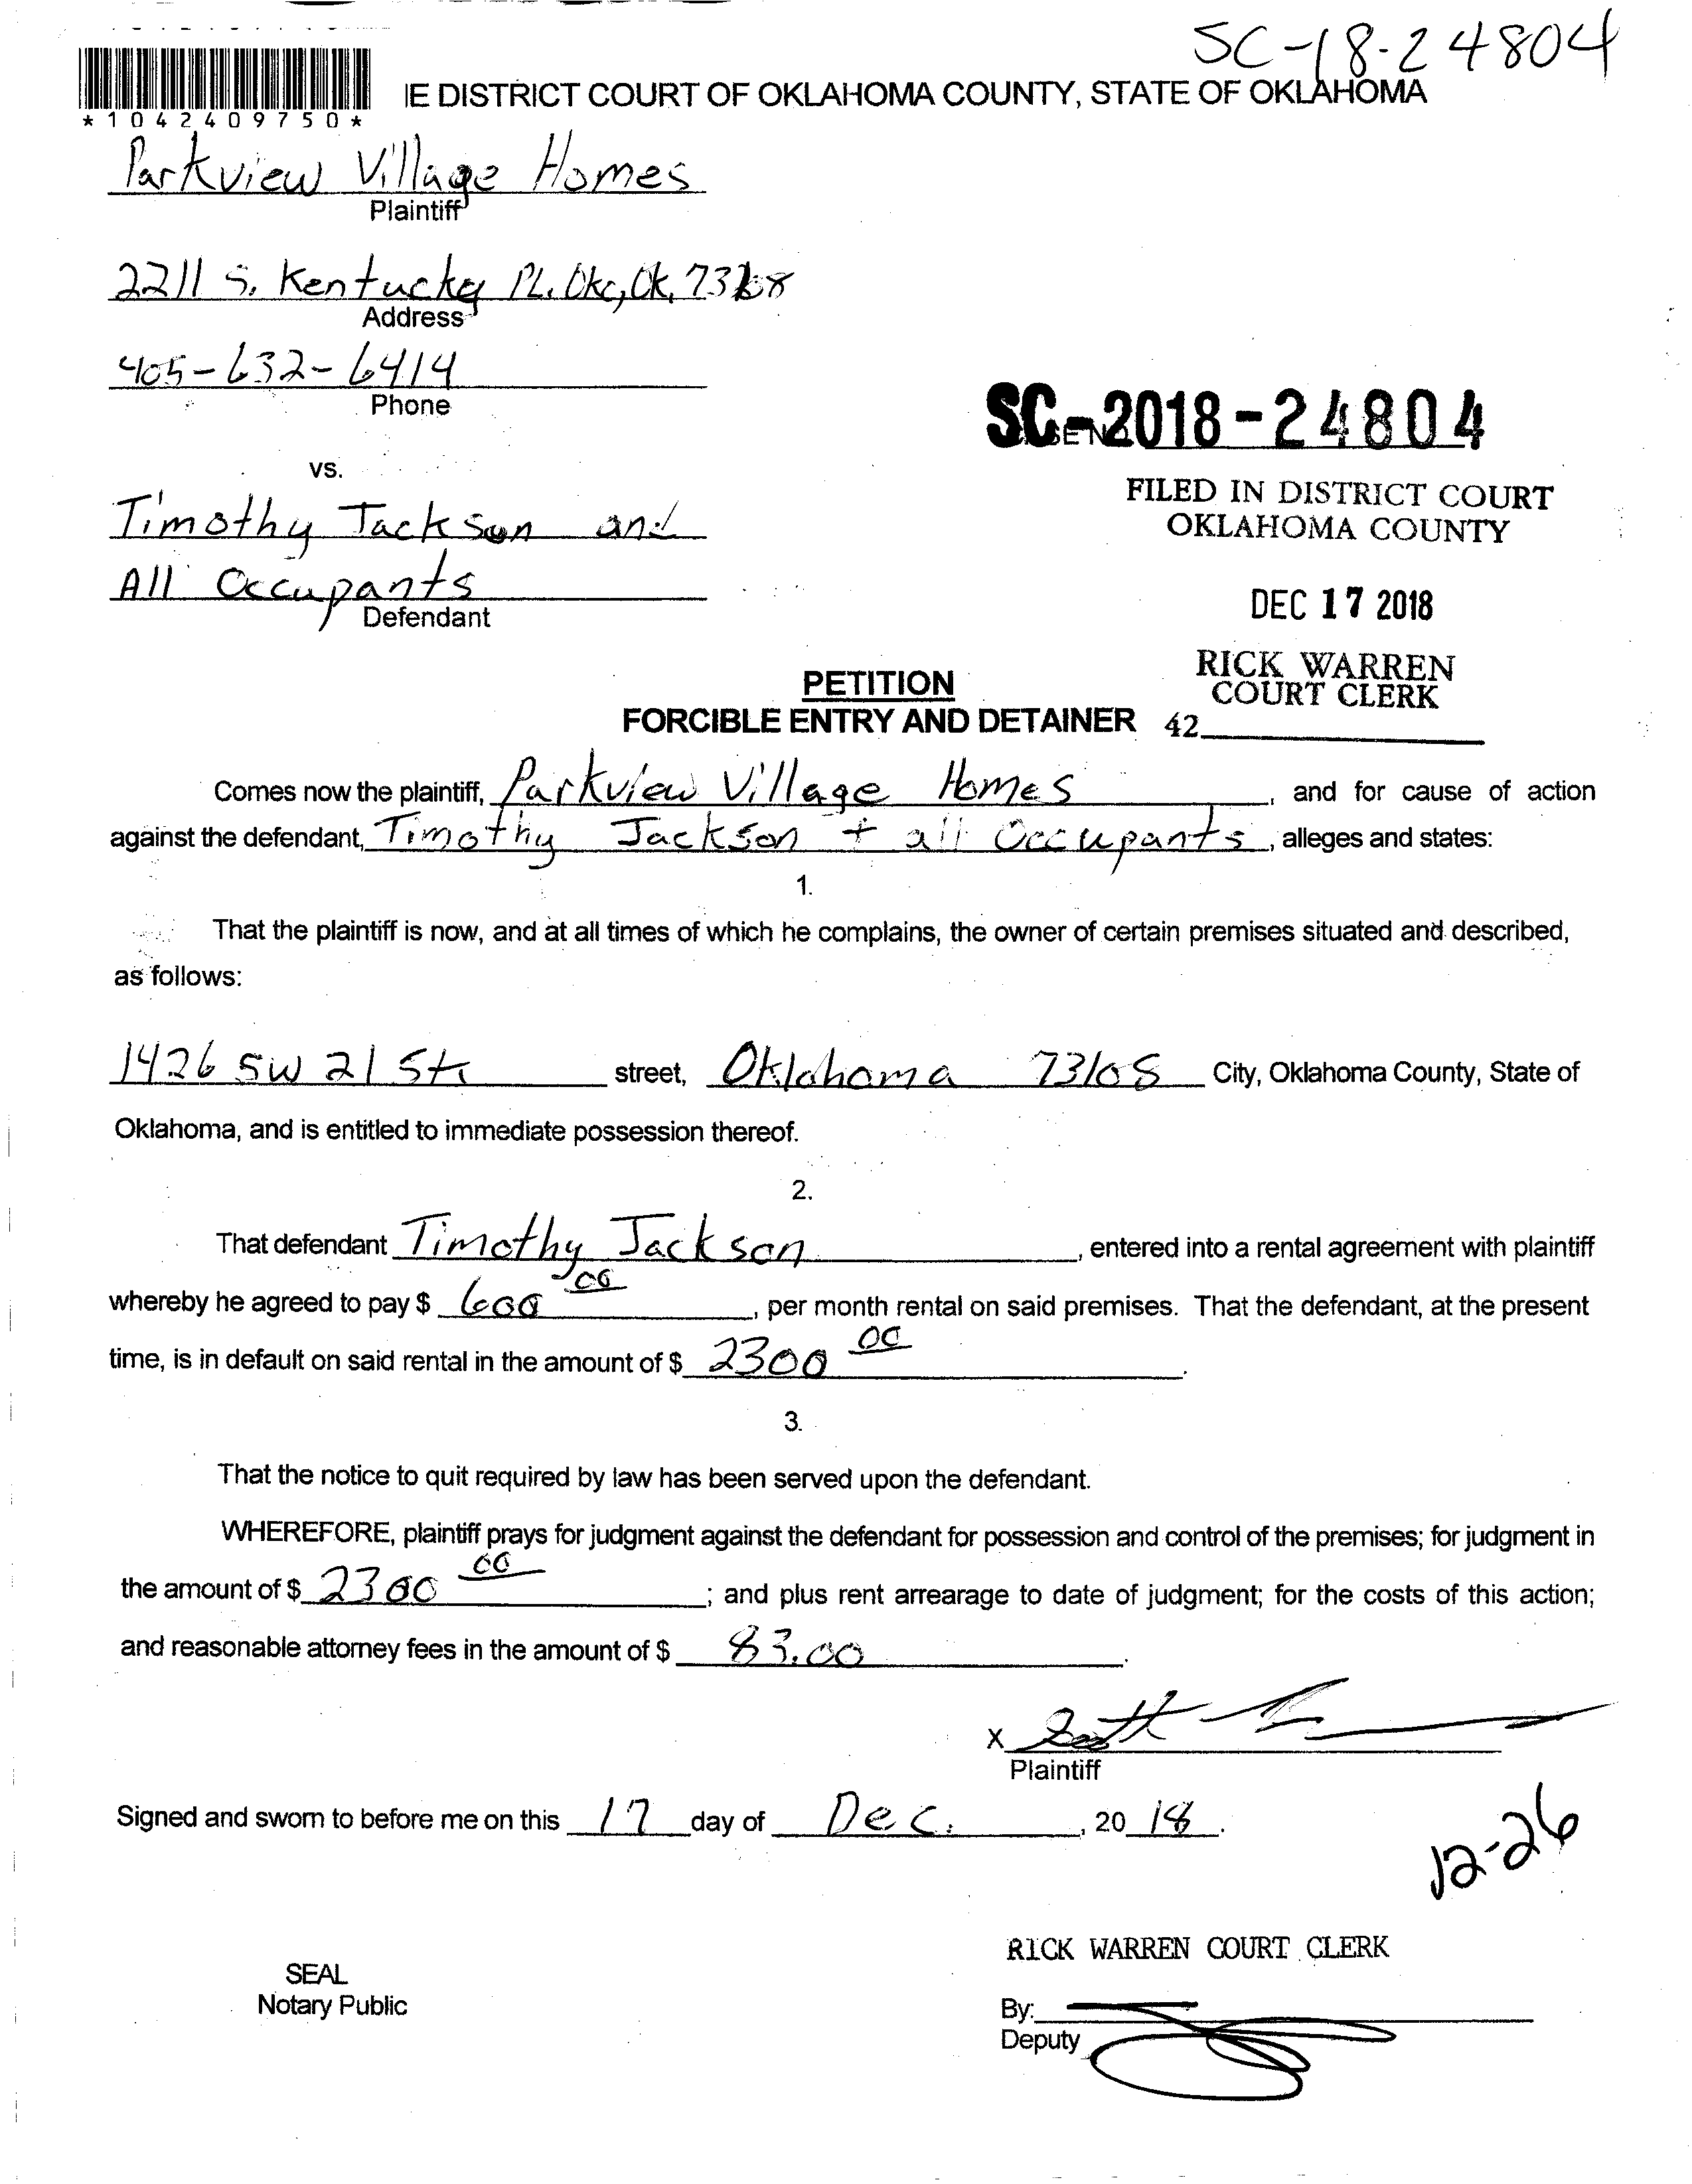 SC-18-24804
IE DISTRICT COURT OF OKLAHOMA COUNTY, STATE OF OKLAHOMA
*1042409750*
Parkview Village Homes
Plaintiff
2211 S. Kentucky PL. Okc, Ok, 73108
Address
405-632-6414
Phone
SC-2018-24804
vs.
FILED IN DISTRICT COURT
OKLAHOMA COUNTY
Timothy Jackson and
All Occupants
Defendant
DEC 17 2018
RICK WARREN
COURT CLERK
42
PETITION
FORCIBLE ENTRY AND DETAINER
Comes now the plaintiff, Parkview Village Homes, and for cause of action
against the defendant, Timothy Jackson + all Occupants, alleges and states:
1.
That the plaintiff is now, and at all times of which he complains, the owner of certain premises situated and described,
as follows:
1426 SW 21 St. street, Oklahoma 73108 City, Oklahoma County, State of
Oklahoma, and is entitled to immediate possession thereof.
2.
That defendant Timothy Jackson, entered into a rental agreement with plaintiff
whereby he agreed to pay $ 600 00, per month rental on said premises. That the defendant, at the present
time, is in default on said rental in the amount of $ 2300 00.
3.
That the notice to quit required by law has been served upon the defendant.
WHEREFORE, plaintiff prays for judgment against the defendant for possession and control of the premises; for judgment in
the amount of $ 2300 00; and plus rent arrearage to date of judgment; for the costs of this action;
and reasonable attorney fees in the amount of $ 83.00.
X
Plaintiff
Signed and sworn to before me on this 17 day of Dec., 2018.
12-26
RICK WARREN COURT CLERK
SEAL
Notary Public
By:
Deputy